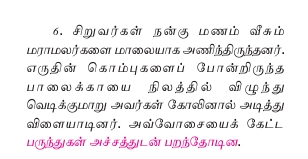 6. சிறுவர்கள் நன்கு மணம் வீசும்
மராமலர்களை மாலையாக அணிந்திருந்தனர்.
எருதின் கொம்புகளைப் போன்றிருந்த
பாலைக்காயை நிலத்தில் விழுந்து
வெடிக்குமாறு அவர்கள் கோலினால் அடித்து
விளையாடினர். அவ்வோசையைக் கேட்ட
பருந்துகள் அச்சத்துடன் பறந்தோடின.